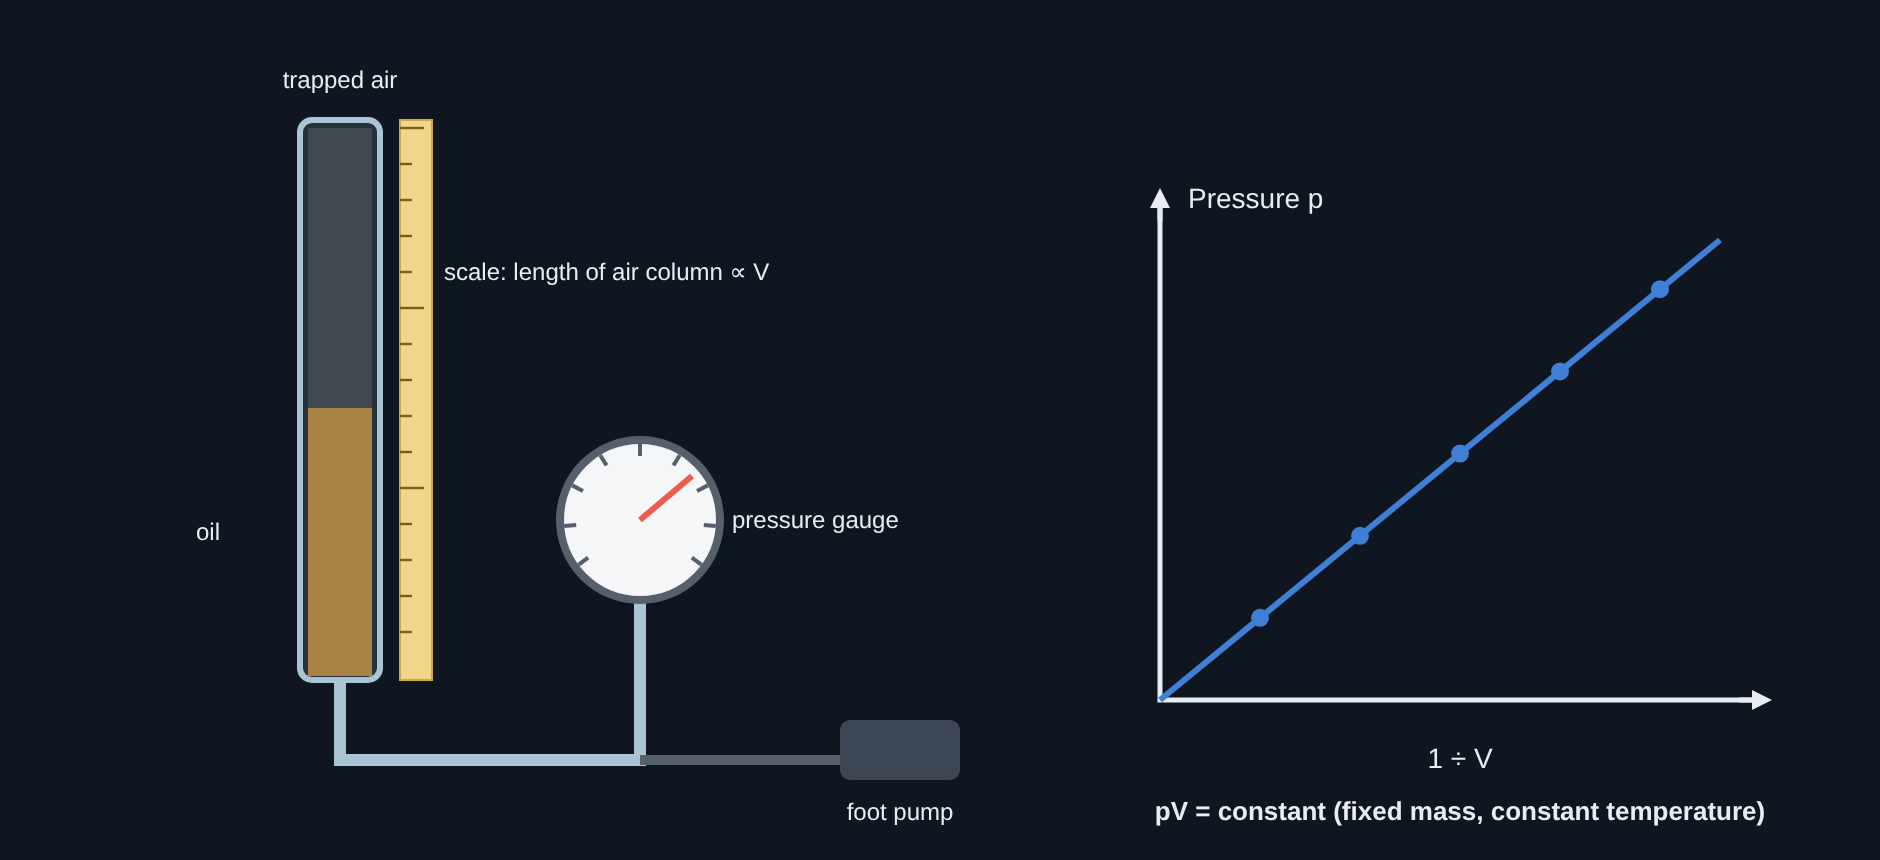 trapped air
scale: length of air column ∝ V
oil
pressure gauge
foot pump
Pressure p
1 ÷ V
pV = constant (fixed mass, constant temperature)